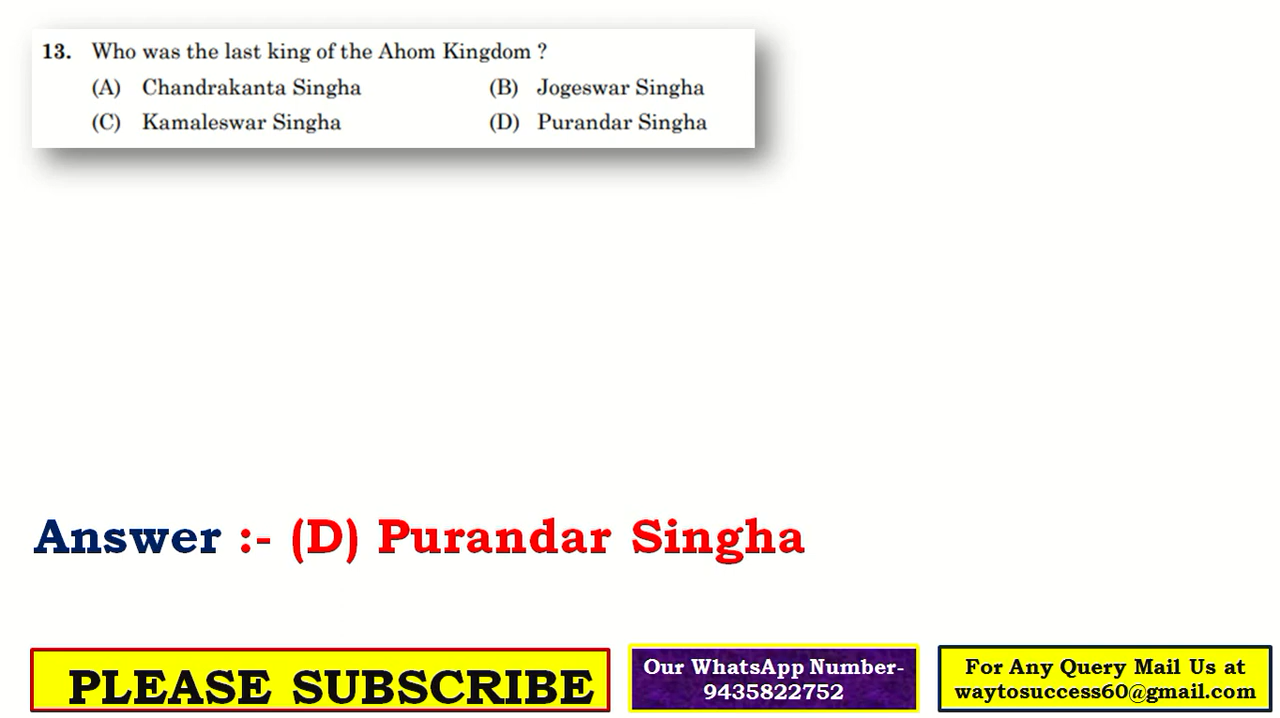 13. Who was the last king of the Ahom Kingdom ?
(A) Chandrakanta Singha (B) Jogeswar Singha
(C) Kamaleswar Singha (D) Purandar Singha
Answer :- (D) Purandar Singha
PLEASE SUBSCRIBE
Our WhatsApp Number-
9435822752
For Any Query Mail Us at
waytosuccess60@gmail.com